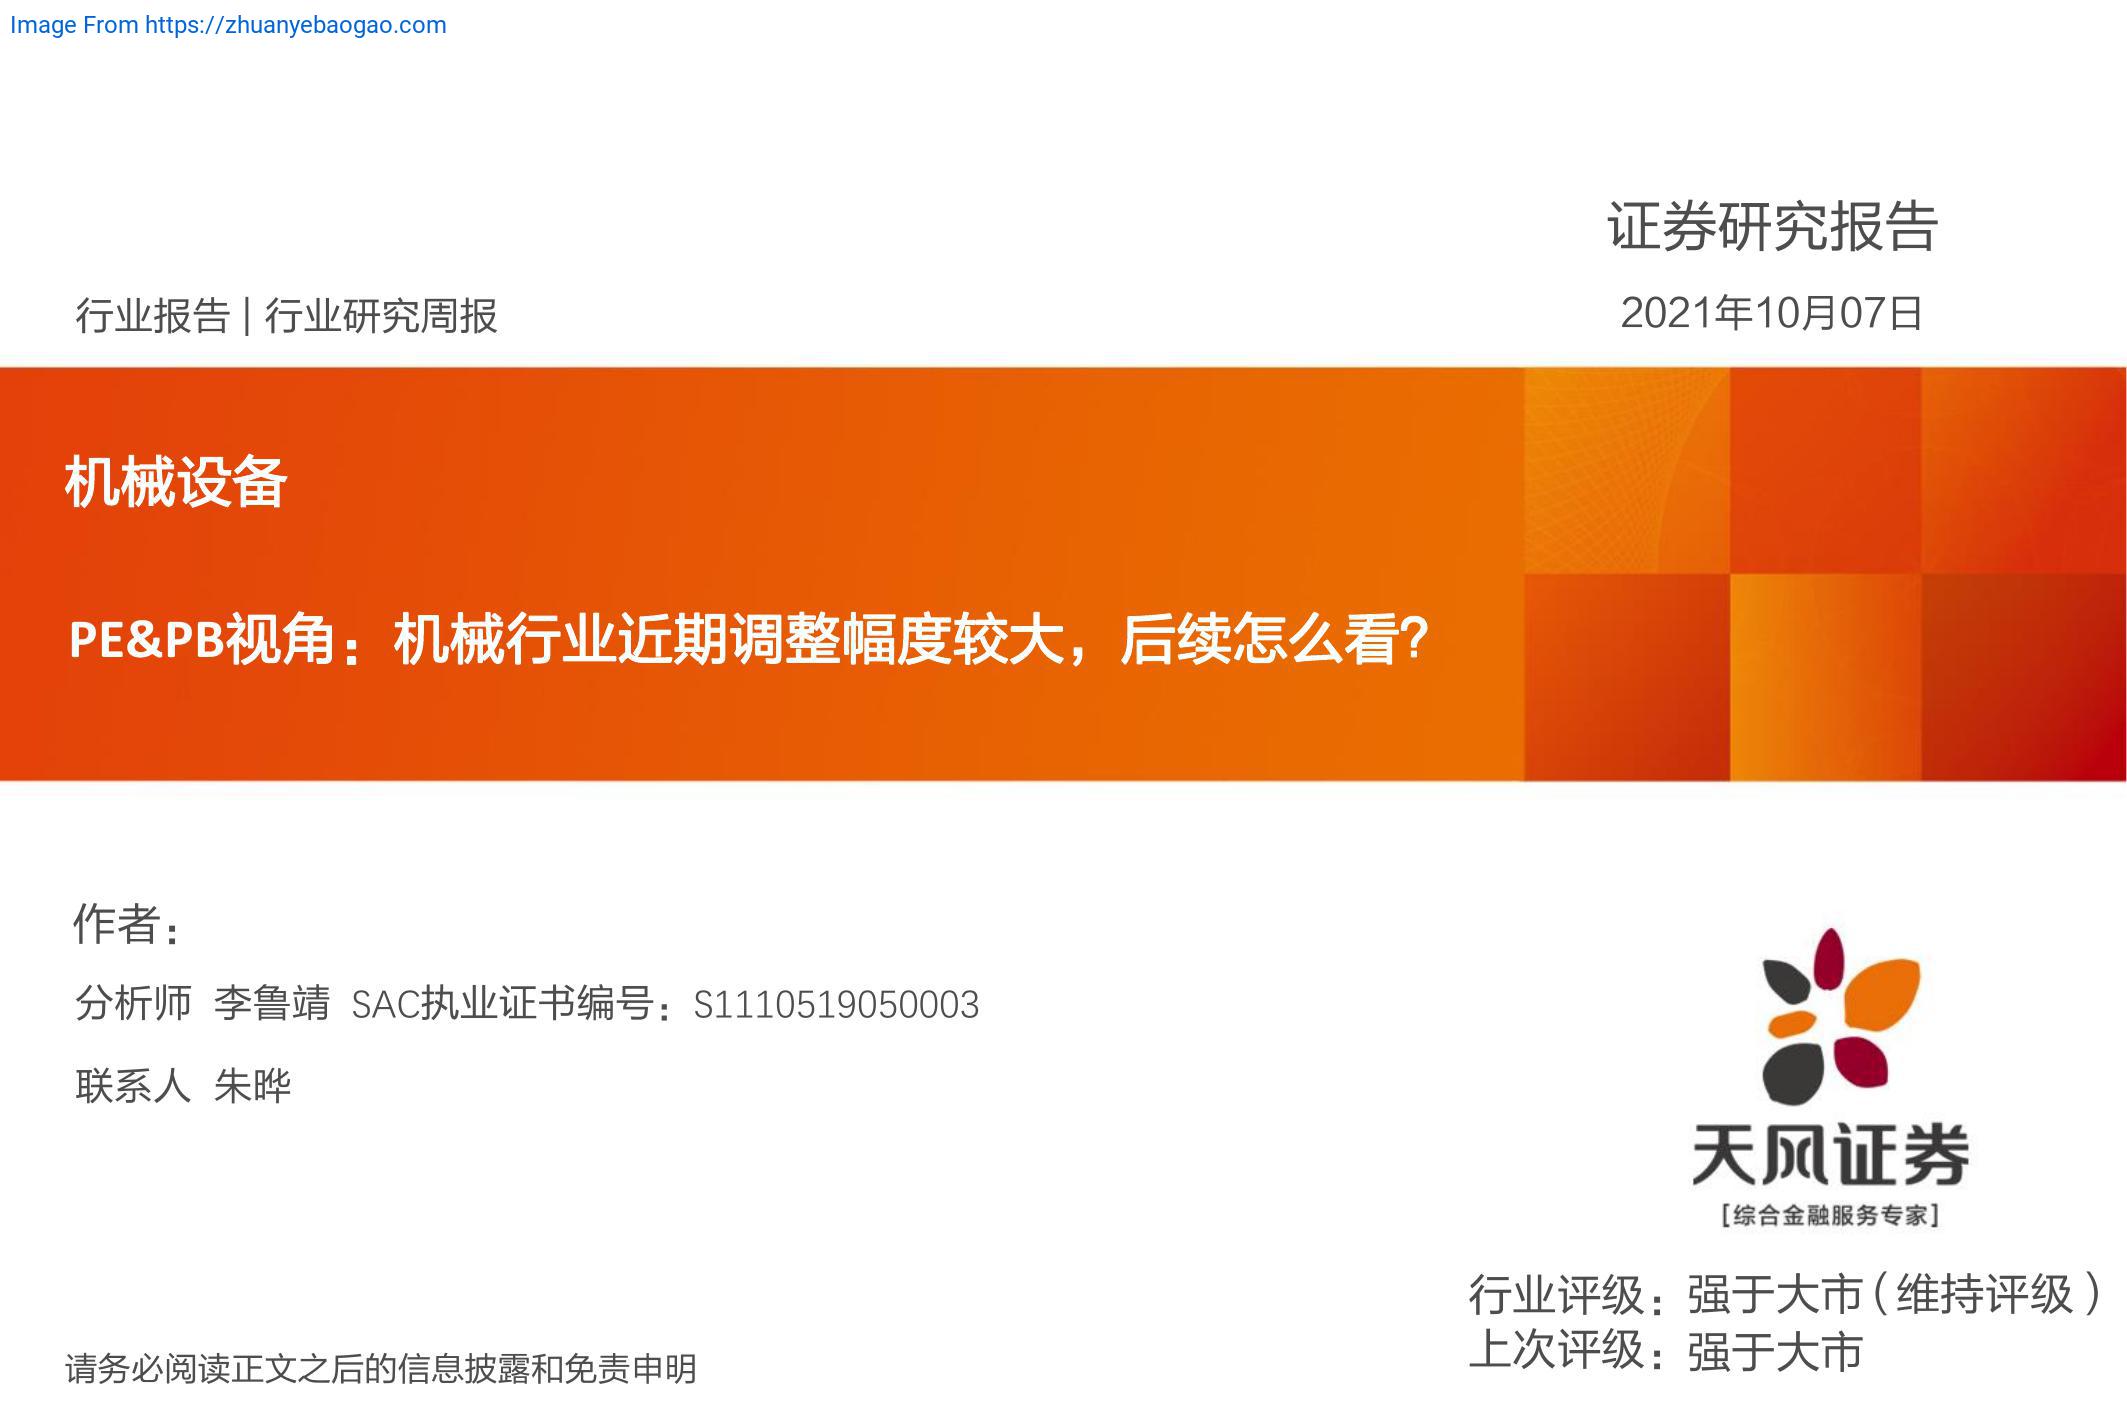 Image From https://zhuanyebaogao.com
证券研究报告
行业报告 | 行业研究周报
2021年10月07日
机械设备
PE&PB视角：机械行业近期调整幅度较大，后续怎么看？
作者：
分析师 李鲁靖 SAC执业证书编号：S1110519050003
联系人 朱晔
天风证券
[综合金融服务专家]
行业评级：强于大市（维持评级）
上次评级：强于大市
请务必阅读正文之后的信息披露和免责申明